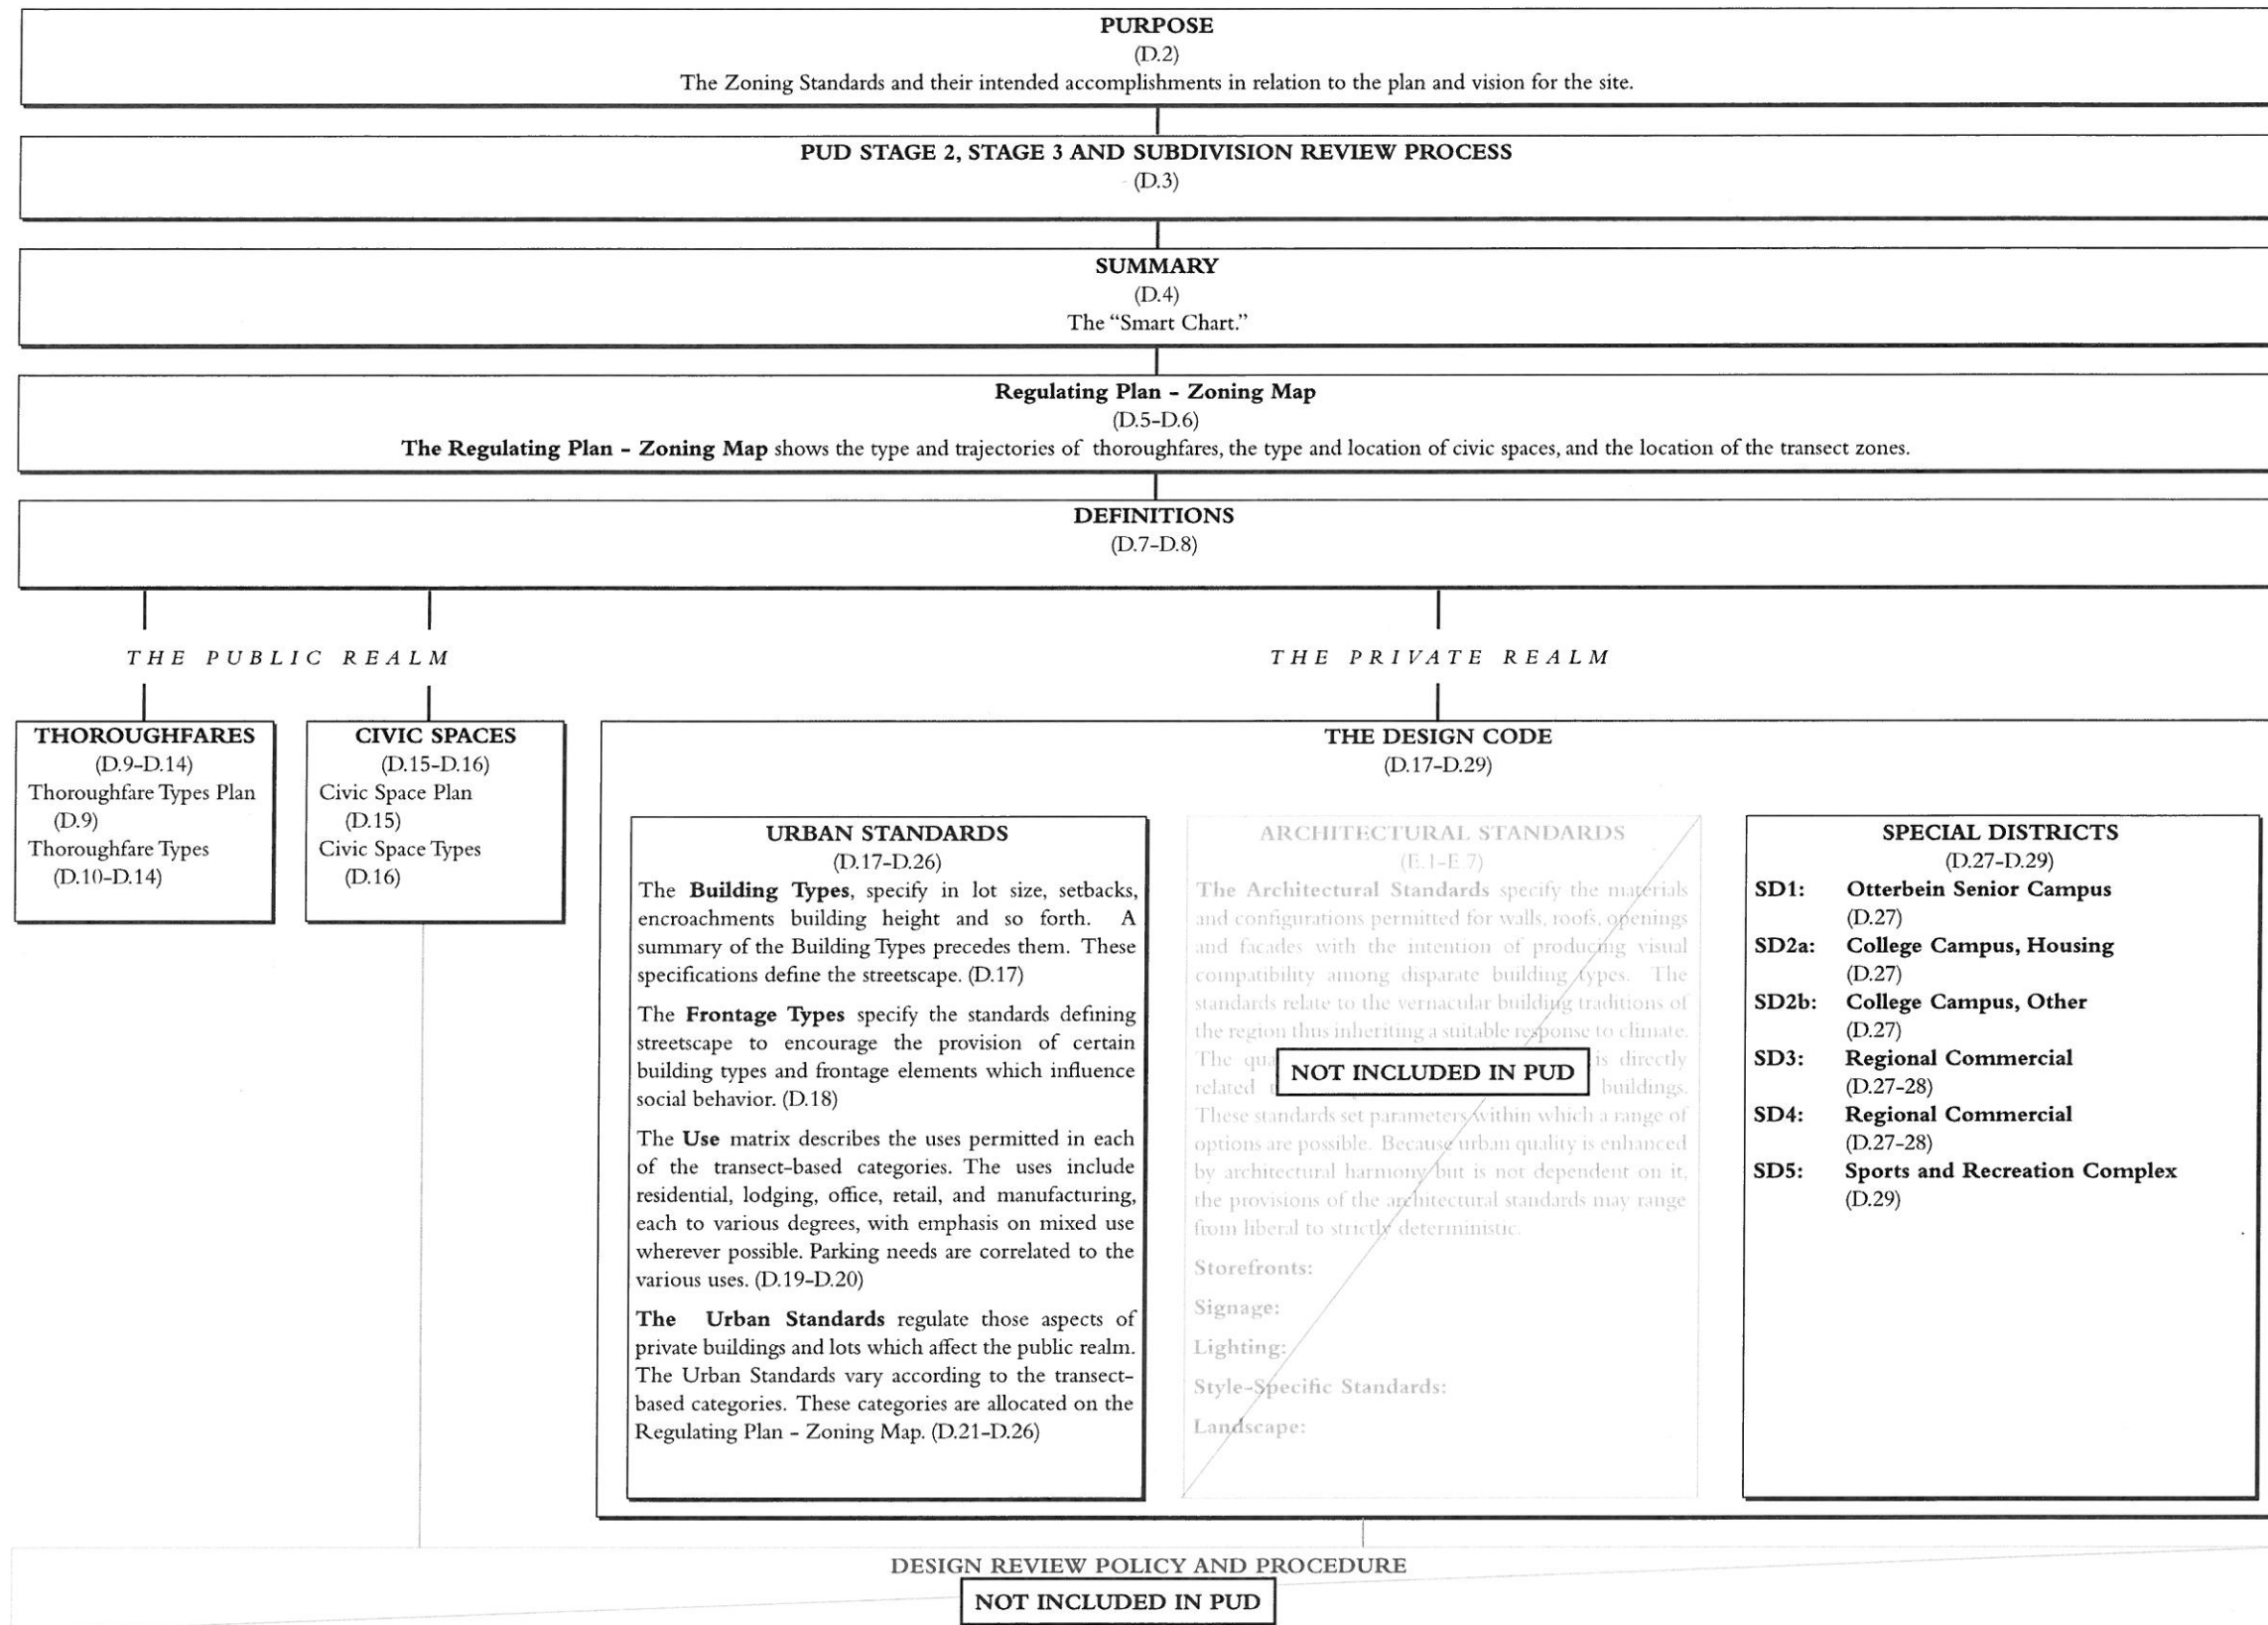 PURPOSE
(D.2)
The Zoning Standards and their intended accomplishments in relation to the plan and vision for the site.
PUD STAGE 2, STAGE 3 AND SUBDIVISION REVIEW PROCESS
(D.3)
SUMMARY
(D.4)
The “Smart Chart.”
Regulating Plan - Zoning Map
(D.5-D.6)
The Regulating Plan - Zoning Map shows the type and trajectories of thoroughfares, the type and location of civic spaces, and the location of the transect zones.
DEFINITIONS
(D.7-D.8)
THE PUBLIC REALM
THE PRIVATE REALM
THOROUGHFARES
(D.9-D.14)
Thoroughfare Types Plan
(D.9)
Thoroughfare Types
(D.10-D.14)
CIVIC SPACES
(D.15-D.16)
Civic Space Plan
(D.15)
Civic Space Types
(D.16)
THE DESIGN CODE
(D.17-D.29)
URBAN STANDARDS
(D.17-D.26)
The Building Types, specify in lot size, setbacks,
encroachments building height and so forth. A
summary of the Building Types precedes them. These
specifications define the streetscape. (D.17)
The Frontage Types specify the standards defining
streetscape to encourage the provision of certain
building types and frontage elements which influence
social behavior. (D.18)
The Use matrix describes the uses permitted in each
of the transect-based categories. The uses include
residential, lodging, office, retail, and manufacturing,
each to various degrees, with emphasis on mixed use
wherever possible. Parking needs are correlated to the
various uses. (D.19-D.20)
The Urban Standards regulate those aspects of
private buildings and lots which affect the public realm.
The Urban Standards vary according to the transect-
based categories. These categories are allocated on the
Regulating Plan - Zoning Map. (D.21-D.26)
ARCHITECTURAL STANDARDS
(E.1-E.7)
The Architectural Standards specify the materials
and configurations permitted for walls, roofs, openings
and facades with the intention of producing visual
compatibility among disparate building types. The
standards relate to the vernacular building traditions of
the region thus inheriting a suitable response to climate.
The is directly
related buildings.
NOT INCLUDED IN PUD
These standards set parameters within which a range of
options are possible. Because urban quality is enhanced
by architectural harmony but is not dependent on it,
the provisions of the architectural standards may range
from liberal to strictly deterministic.
Storefronts:
Signage:
Lighting:
Style-Specific Standards:
Landscape:
SPECIAL DISTRICTS
(D.27-D.29)
SD1: Otterbein Senior Campus
(D.27)
SD2a: College Campus, Housing
(D.27)
SD2b: College Campus, Other
(D.27)
SD3: Regional Commercial
(D.27-28)
SD4: Regional Commercial
(D.27-28)
SD5: Sports and Recreation Complex
(D.29)
DESIGN REVIEW POLICY AND PROCEDURE
NOT INCLUDED IN PUD